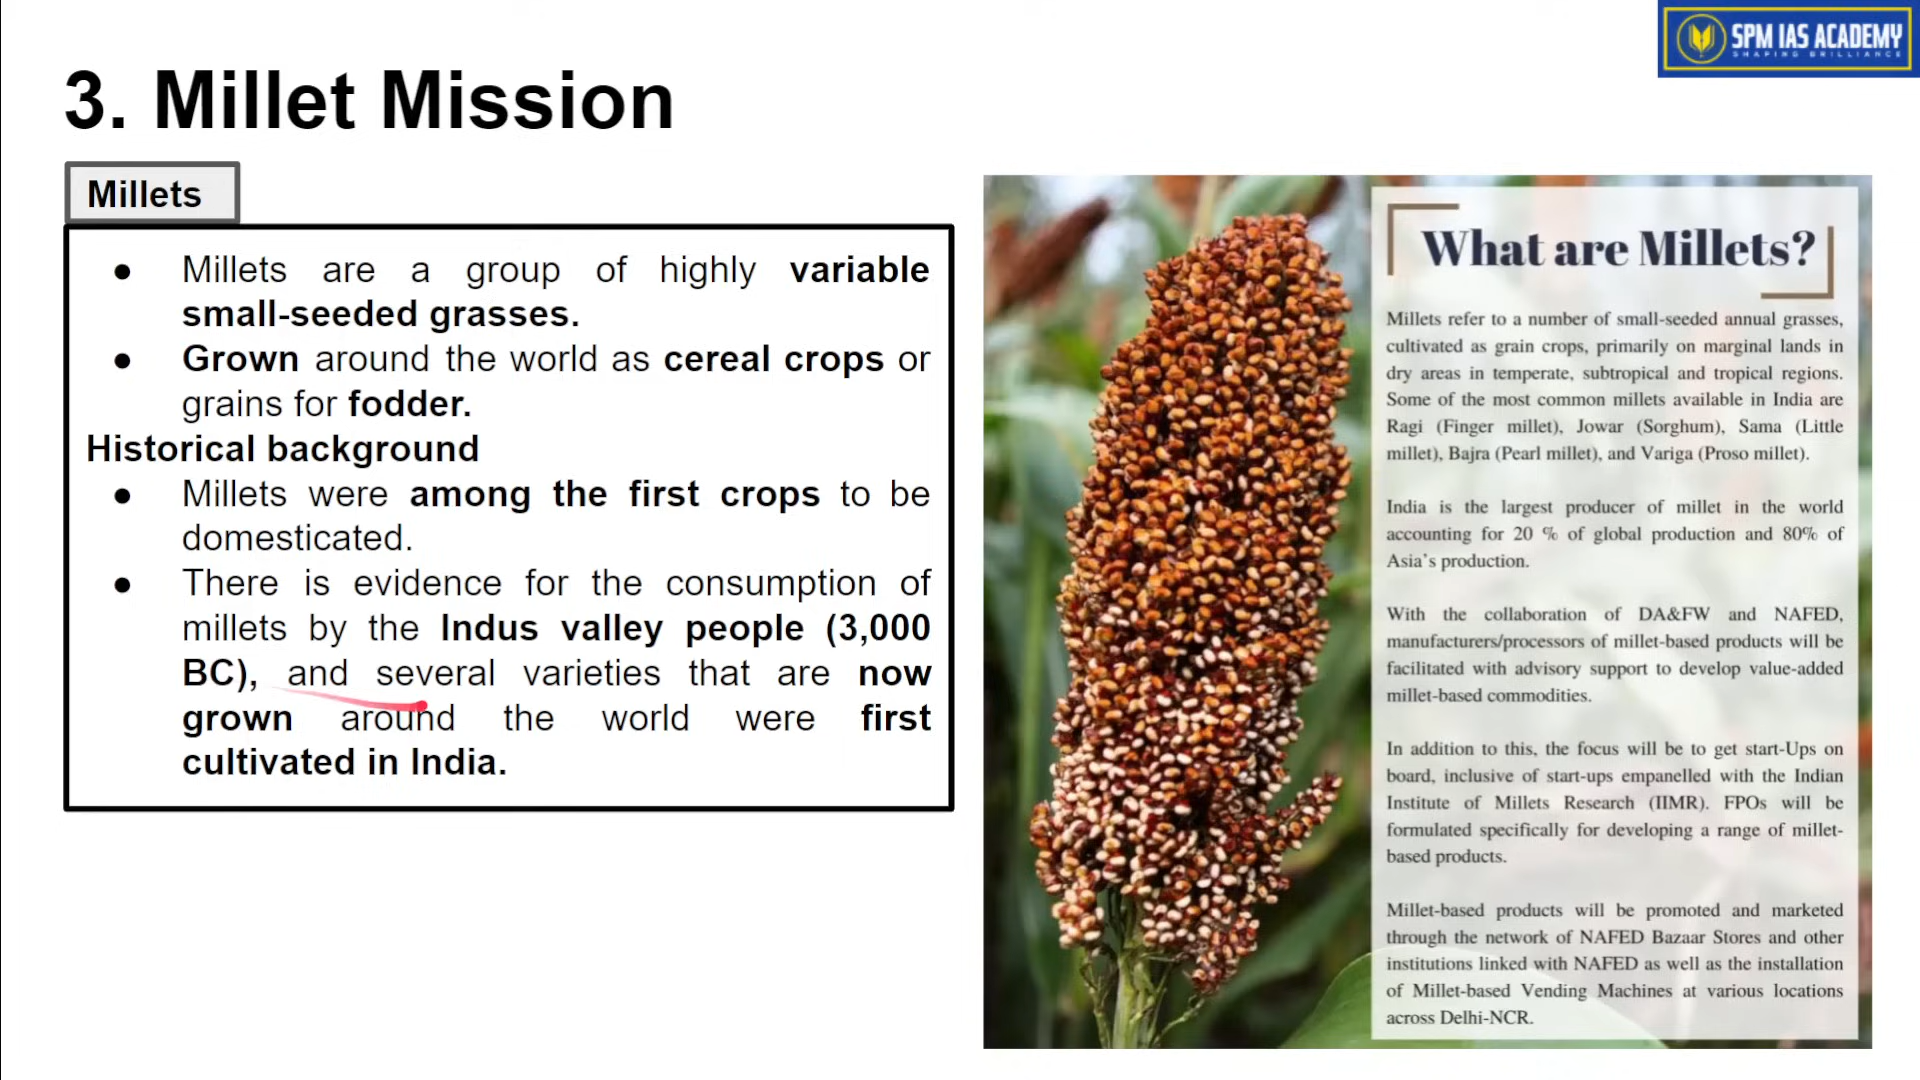 SPM IAS ACADEMY
SHAPING BRILLIANCE
3. Millet Mission
Millets
● Millets are a group of highly variable
small-seeded grasses.
● Grown around the world as cereal crops or
grains for fodder.
Historical background
● Millets were among the first crops to be
domesticated.
● There is evidence for the consumption of
millets by the Indus valley people (3,000
BC), and several varieties that are now
grown around the world were first
cultivated in India.
What are Millets?
Millets refer to a number of small-seeded annual grasses,
cultivated as grain crops, primarily on marginal lands in
dry areas in temperate, subtropical and tropical regions.
Some of the most common millets available in India are
Ragi (Finger millet), Jowar (Sorghum), Sama (Little
millet), Bajra (Pearl millet), and Variga (Proso millet).
India is the largest producer of millet in the world
accounting for 20 % of global production and 80% of
Asia's production.
With the collaboration of DA&FW and NAFED,
manufacturers/processors of millet-based products will be
facilitated with advisory support to develop value-added
millet-based commodities.
In addition to this, the focus will be to get start-Ups on
board, inclusive of start-ups empanelled with the Indian
Institute of Millets Research (IIMR). FPOs will be
formulated specifically for developing a range of millet-
based products.
Millet-based products will be promoted and marketed
through the network of NAFED Bazaar Stores and other
institutions linked with NAFED as well as the installation
of Millet-based Vending Machines at various locations
across Delhi-NCR.